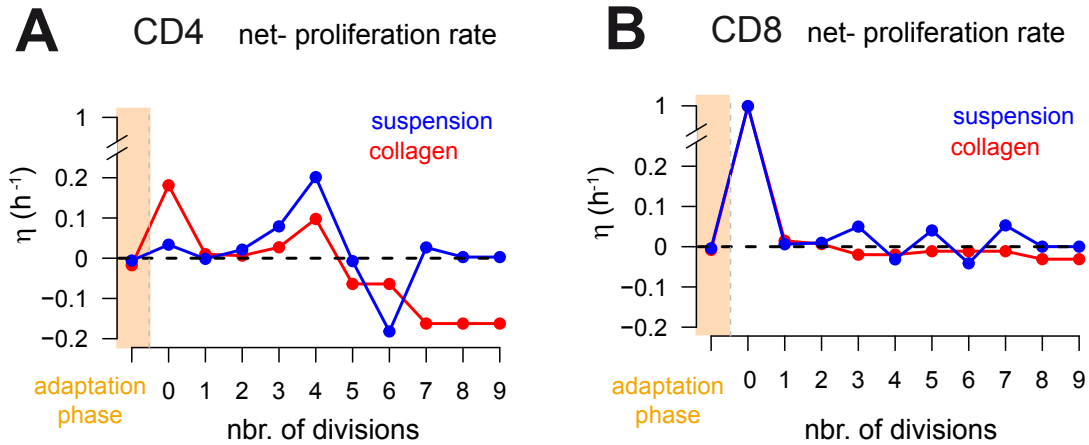 A CD4 net- proliferation rate
suspension
collagen
η (h⁻¹)
1
0.2
0.1
0
−0.1
−0.2
adaptation
phase
0 1 2 3 4 5 6 7 8 9
nbr. of divisions
B CD8 net- proliferation rate
suspension
collagen
η (h⁻¹)
1
0.2
0.1
0
−0.1
−0.2
adaptation
phase
0 1 2 3 4 5 6 7 8 9
nbr. of divisions